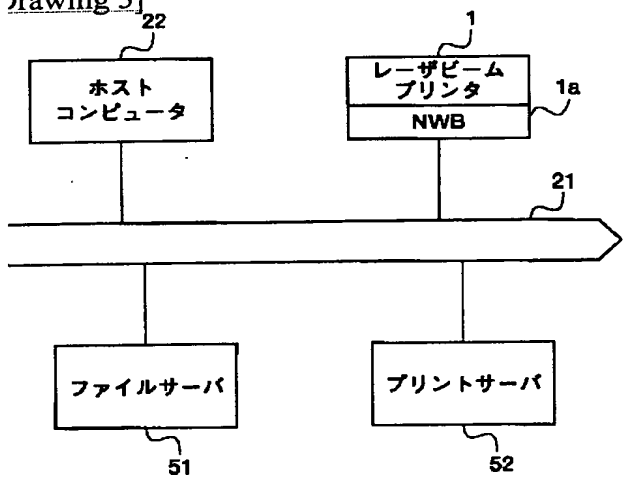 Drawing 5]
22
1
ホスト
コンピュータ
レーザビーム
プリンタ
1a
NWB
21
ファイルサーバ
プリントサーバ
51
52